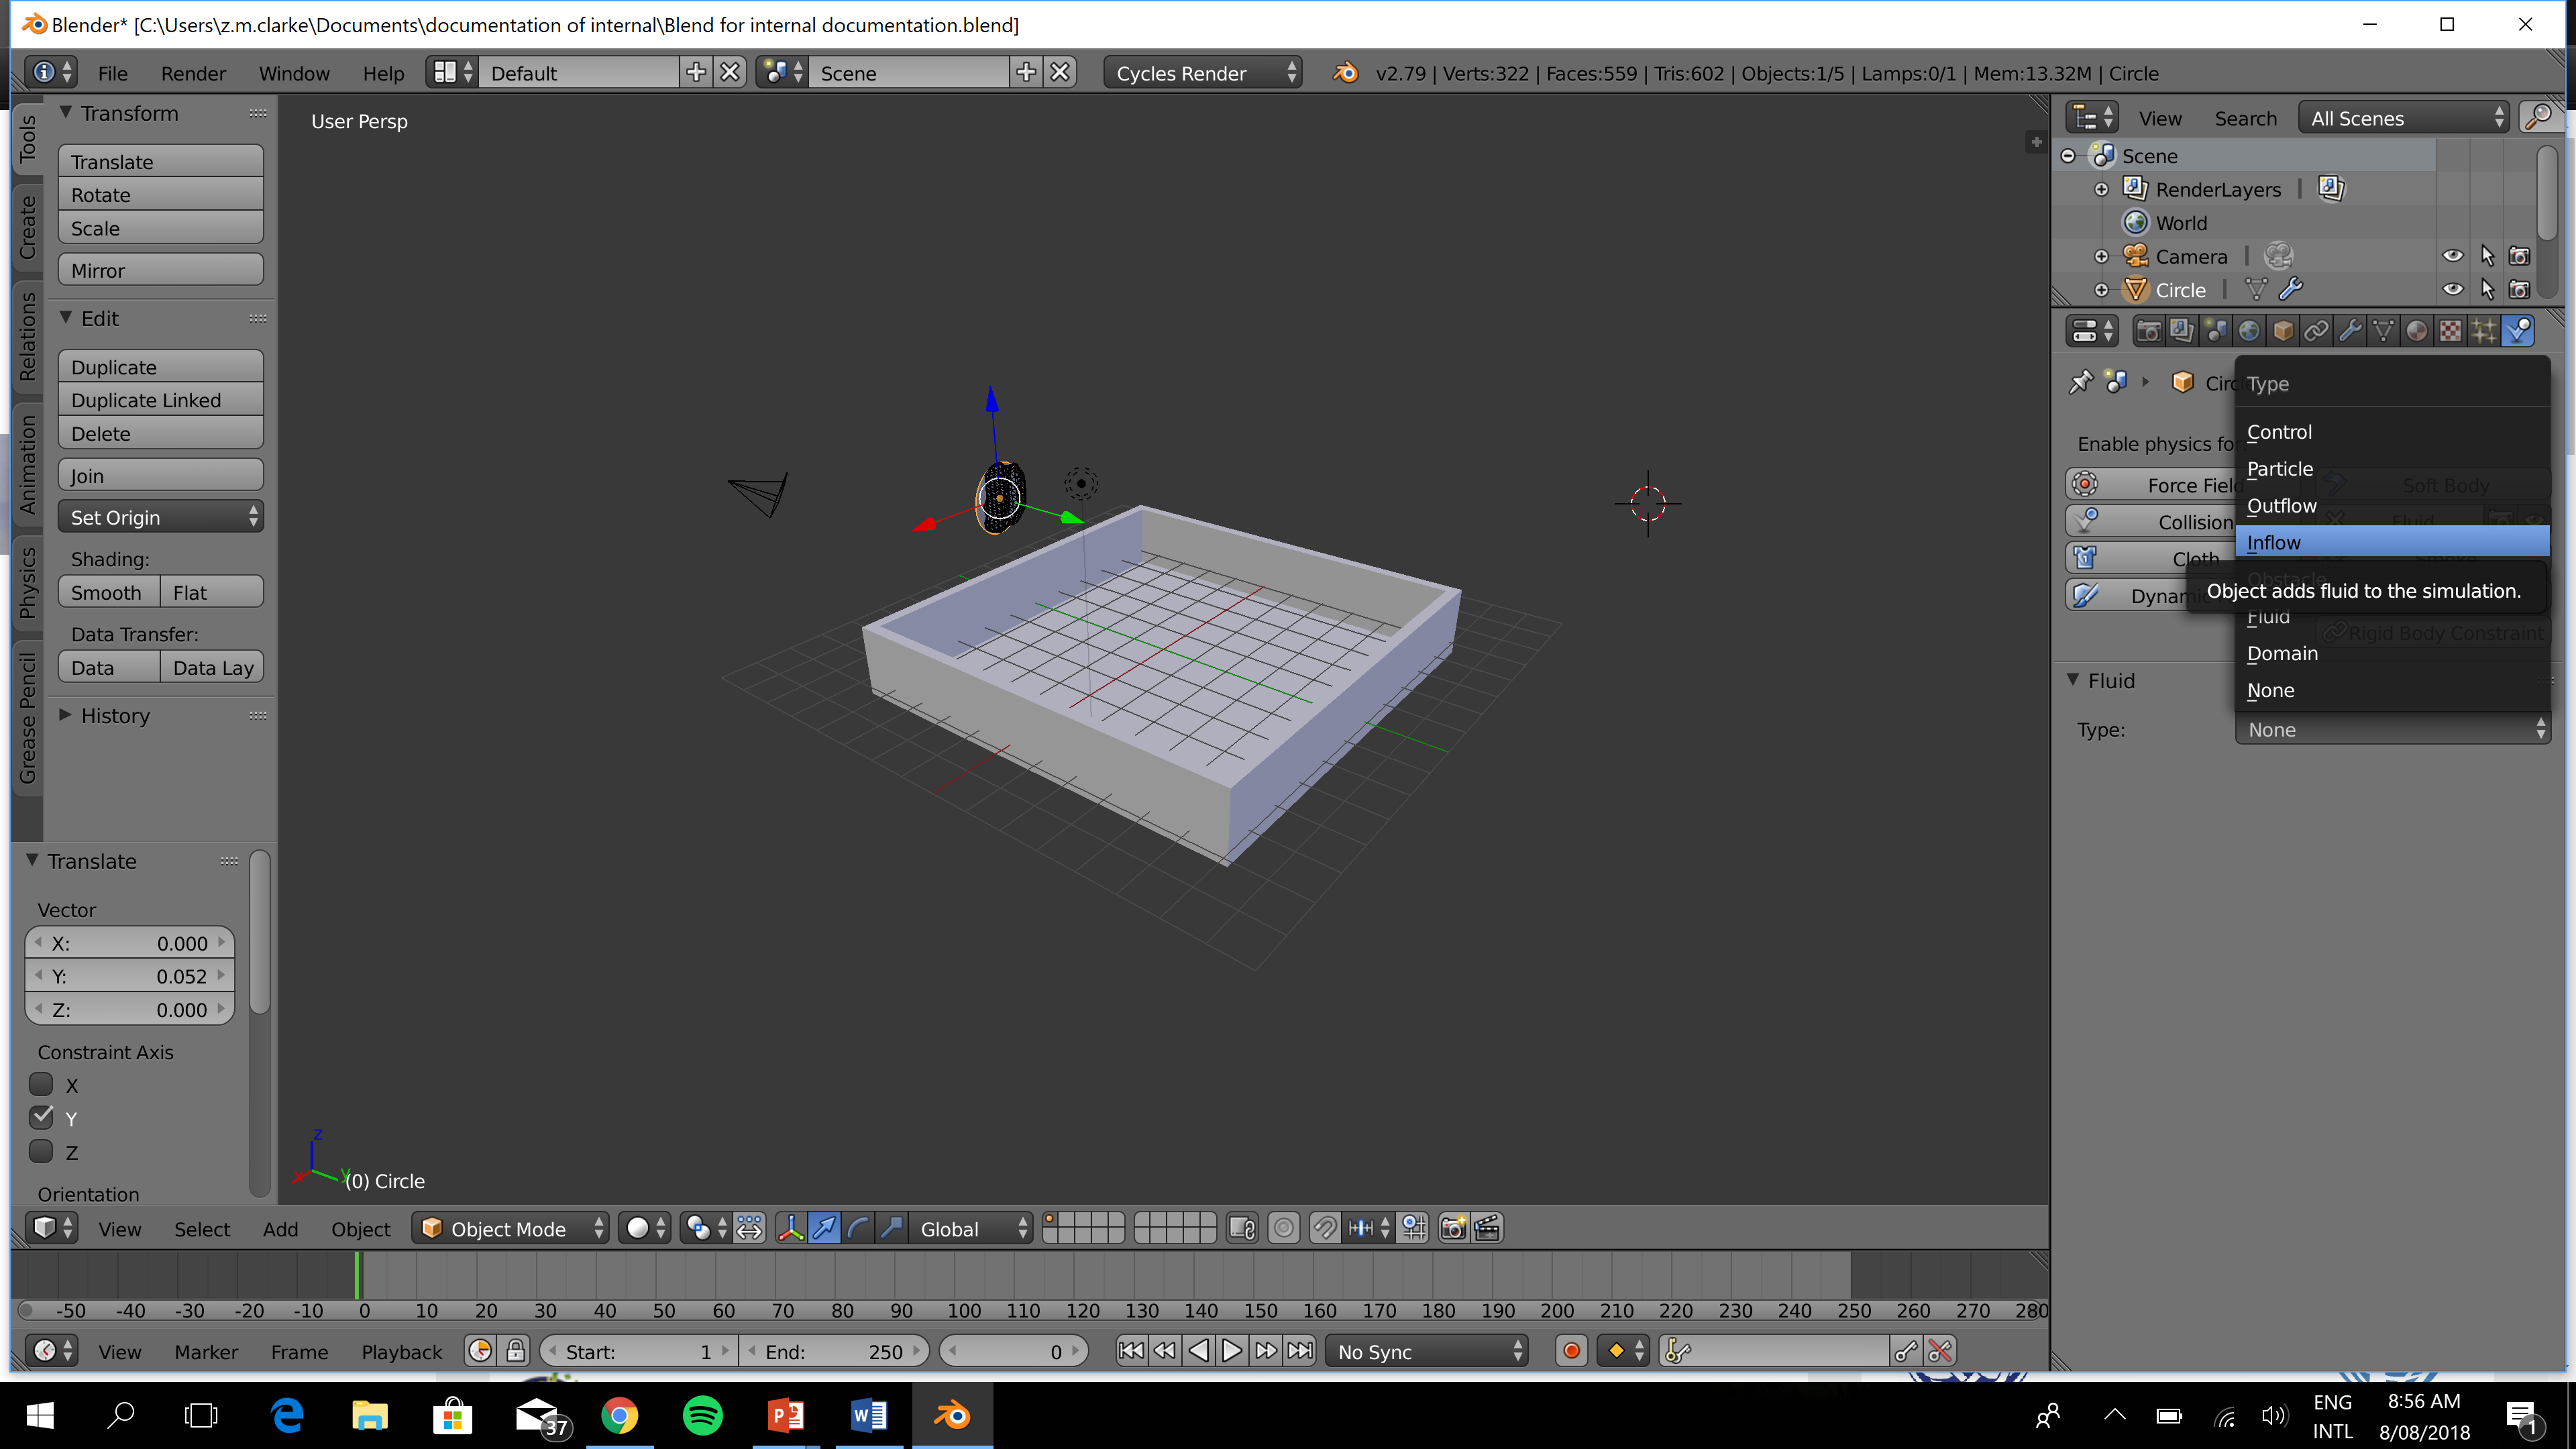 Blender* [C:\Users\z.m.clarke\Documents\documentation of internal\Blend for internal documentation.blend]
File Render Window Help Default Scene Cycles Render v2.79 | Verts:322 | Faces:559 | Tris:602 | Objects:1/5 | Lamps:0/1 | Mem:13.32M | Circle
Tools
Create
Relations
Animation
Physics
Grease Pencil
Transform
Translate
Rotate
Scale
Mirror
Edit
Duplicate
Duplicate Linked
Delete
Join
Set Origin
Shading:
Smooth Flat
Data Transfer:
Data Data Lay
History
Translate
Vector
X: 0.000
Y: 0.052
Z: 0.000
Constraint Axis
X
Y
Z
Orientation
User Persp
z
x
y
(0) Circle
View Search All Scenes
Scene
RenderLayers
World
Camera
Circle
Circ
Enable physics fo
Force Field
Collision
Cloth
Dynam
Soft Body
Fluid
Rigid Body Constraint
Type
Control
Particle
Outflow
Inflow
Obstacle
Object adds fluid to the simulation.
Fluid
Domain
None
Fluid
Type: None
View Select Add Object Object Mode Global
-50 -40 -30 -20 -10 0 10 20 30 40 50 60 70 80 90 100 110 120 130 140 150 160 170 180 190 200 210 220 230 240 250 260 270 280
View Marker Frame Playback Start: 1 End: 250 0 No Sync
37
ENG
INTL
8:56 AM
8/08/2018
1